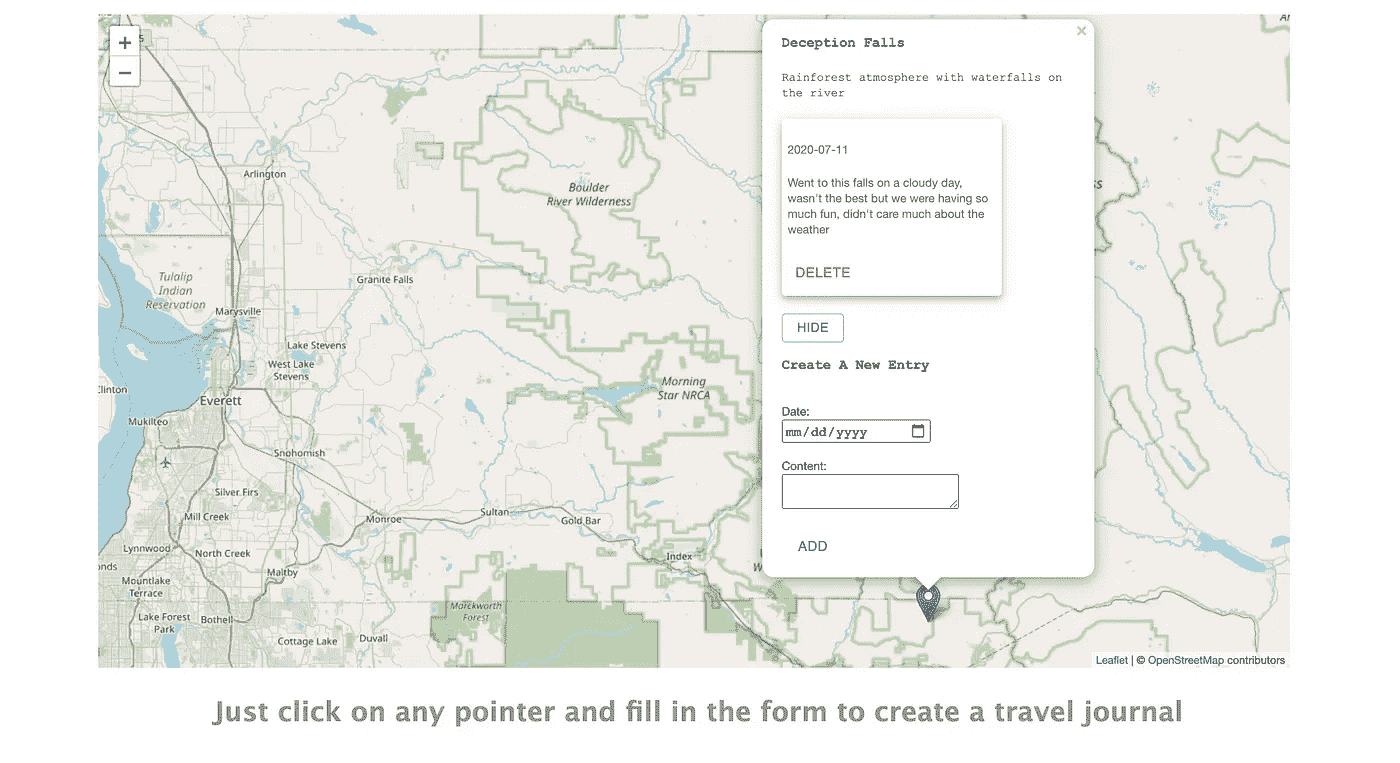 +
−
5
Arlington
Boulder
River Wilderness
Tulalip
Indian
Reservation
Granite Falls
Marysville
Lake Stevens
West Lake
Stevens
Clinton
Everett
Mukilteo
Morning
Star NRCA
Snohomish
Silver Firs
Mill Creek
Monroe
Sultan
Gold Bar
Lynnwood
North Creek
Index
onds
Mountlake
Terrace
Maltby
Lake Forest
Park
Bothell
Marckworth
Forest
Cottage Lake
Duvall
×
Deception Falls
Rainforest atmosphere with waterfalls on
the river
2020-07-11
Went to this falls on a cloudy day,
wasn't the best but we were having so
much fun, didn't care much about the
weather
DELETE
HIDE
Create A New Entry
Date:
mm/dd/yyyy
Content:
ADD
Leaflet | © OpenStreetMap contributors
Just click on any pointer and fill in the form to create a travel journal